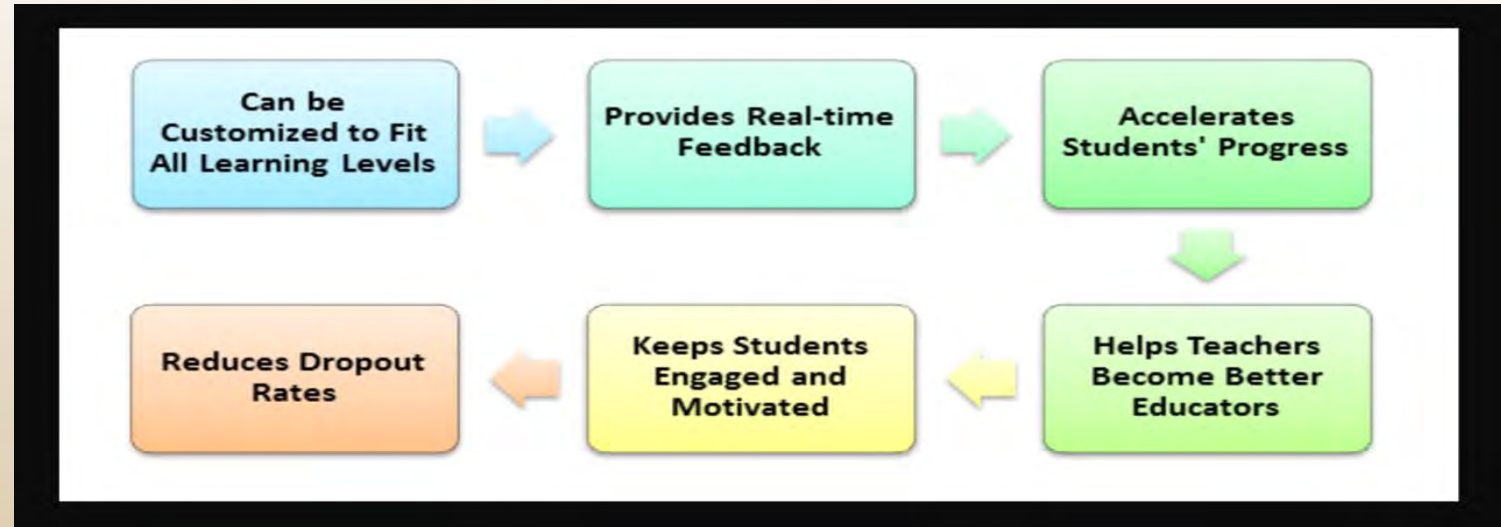 Can be
Customized to Fit
All Learning Levels
Provides Real-time
Feedback
Accelerates
Students' Progress
Helps Teachers
Become Better
Educators
Keeps Students
Engaged and
Motivated
Reduces Dropout
Rates